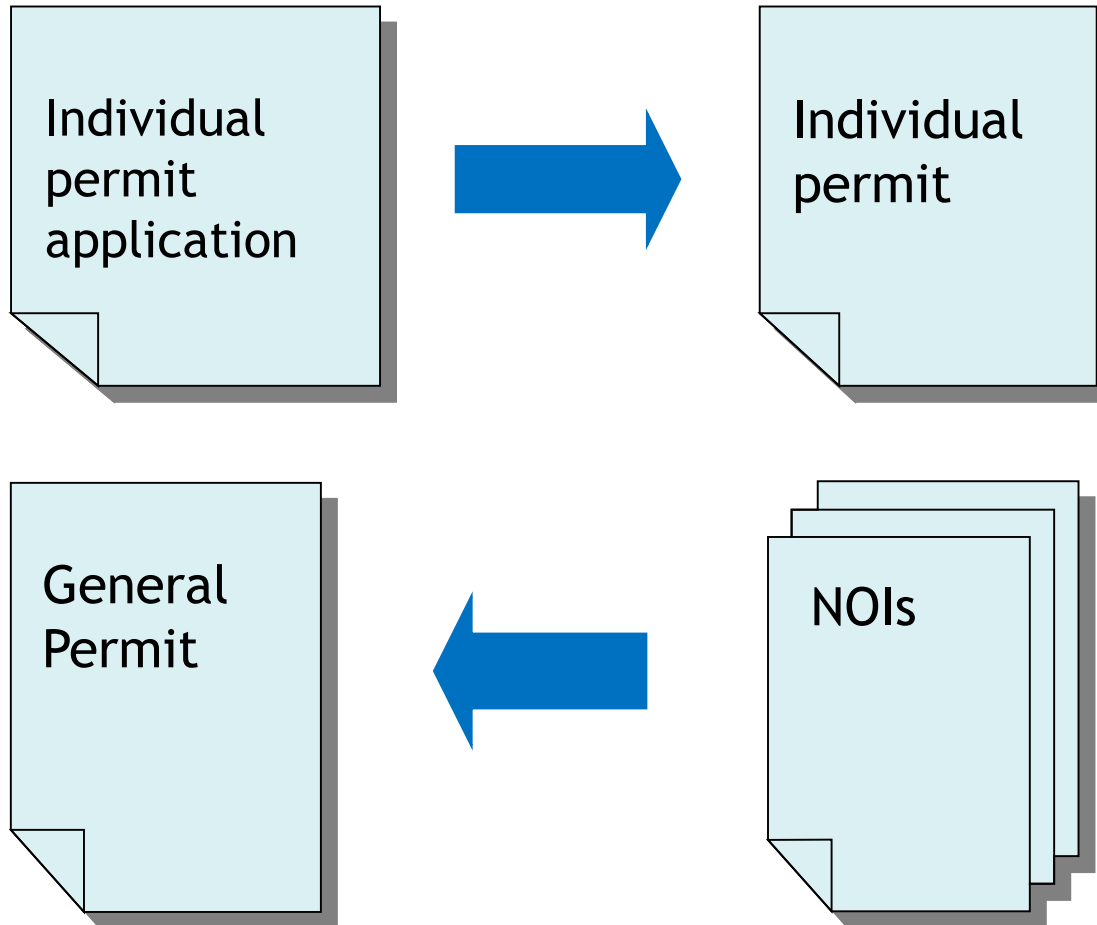 Individual
permit
application
Individual
permit
General
Permit
NOIs